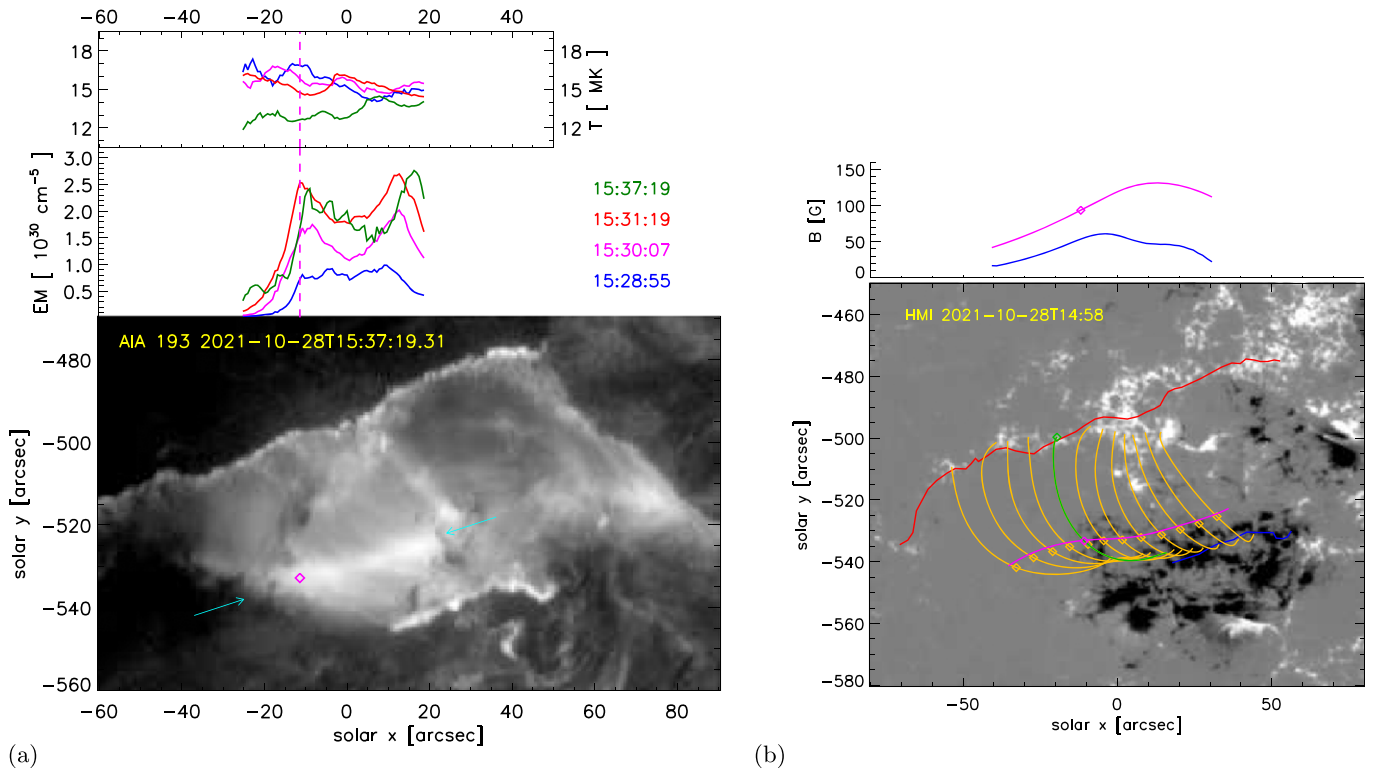 −60 −40 −20 0 20 40 60
18 18
15 15
12 12
T [ MK ]
3.0
2.5
2.0
1.5
1.0
0.5
EM [ 10³⁰ cm⁻⁵ ]
15:37:19
15:31:19
15:30:07
15:28:55
AIA 193 2021−10−28T15:37:19.31
−480
−500
−520
−540
−560
solar y [arcsec]
−60 −40 −20 0 20 40 60 80
solar x [arcsec]
(a)
150
100
50
0
B [G]
HMI 2021−10−28T14:58
−460
−480
−500
−520
−540
−560
−580
solar y [arcsec]
−50 0 50
solar x [arcsec]
(b)